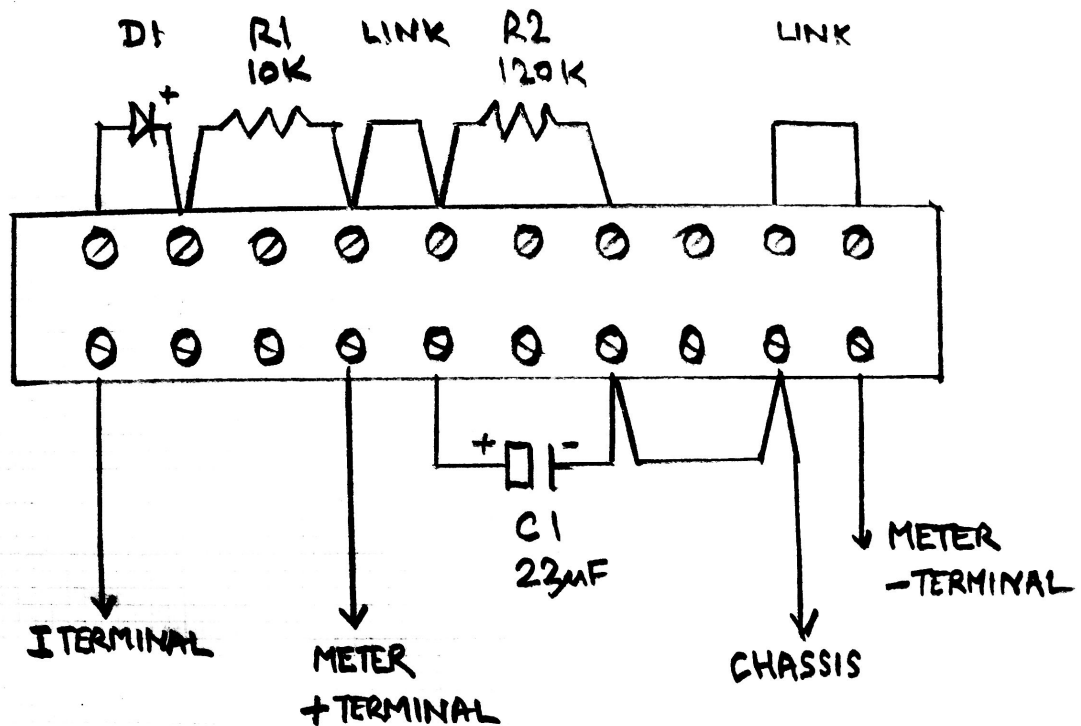 D1
R1
10K
LINK
R2
120K
LINK
+
+
-
C1
22µF
I TERMINAL
METER
+ TERMINAL
CHASSIS
METER
- TERMINAL